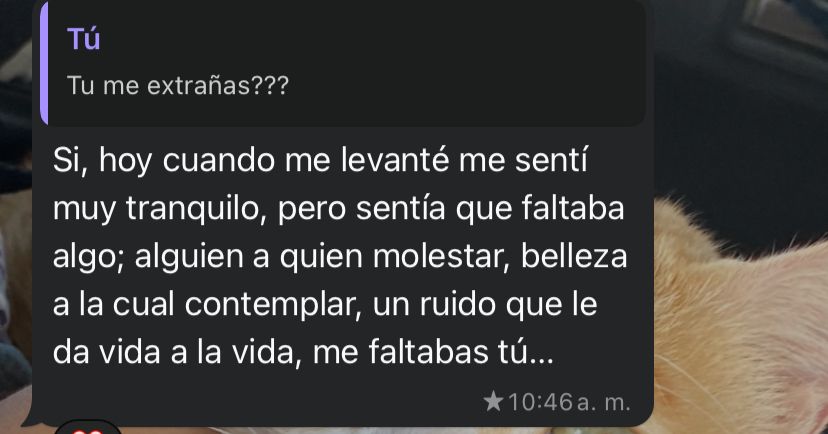 Tú
Tu me extrañas???
Si, hoy cuando me levanté me sentí
muy tranquilo, pero sentía que faltaba
algo; alguien a quien molestar, belleza
a la cual contemplar, un ruido que le
da vida a la vida, me faltabas tú...
★10:46 a. m.